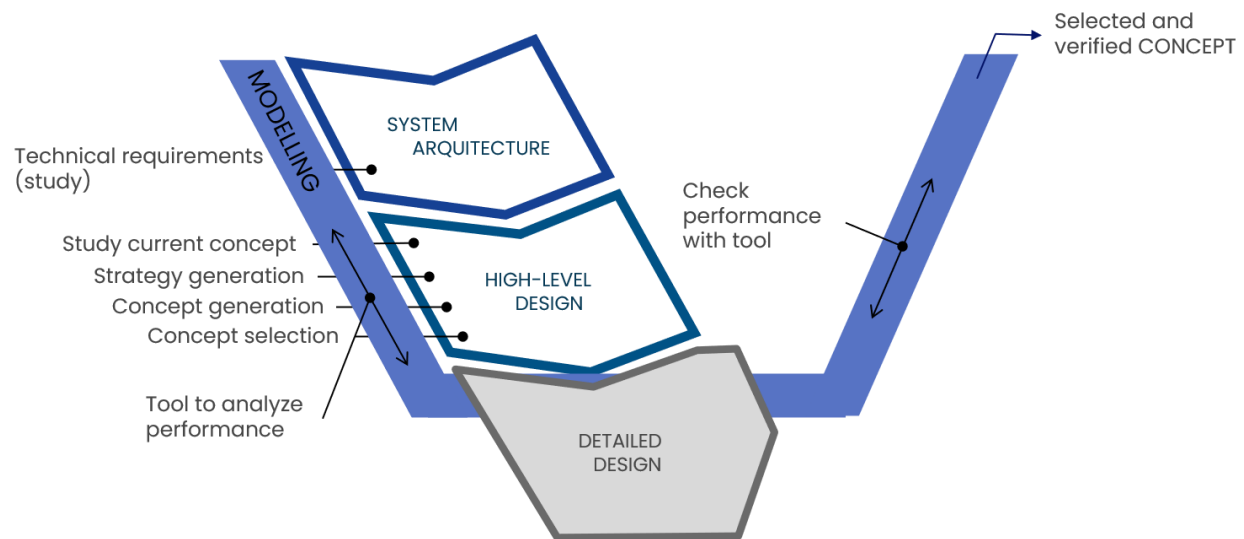 Selected and
verified CONCEPT
MODELLING
SYSTEM
ARQUITECTURE
Technical requirements
(study)
Check
performance
with tool
Study current concept
Strategy generation
Concept generation
Concept selection
HIGH-LEVEL
DESIGN
Tool to analyze
performance
DETAILED
DESIGN